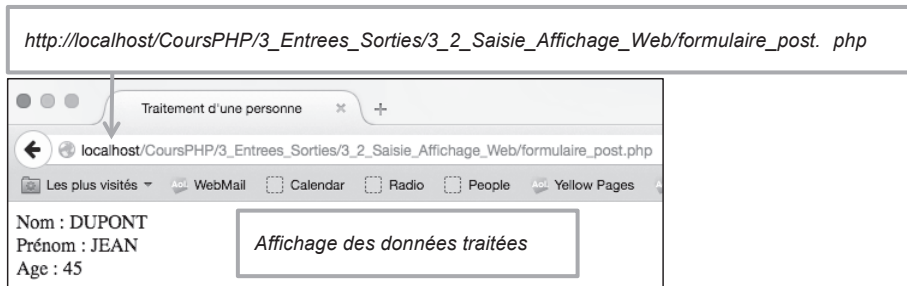 http://localhost/CoursPHP/3_Entrees_Sorties/3_2_Saisie_Affichage_Web/formulaire_post. php
Traitement d'une personne
localhost/CoursPHP/3_Entrees_Sorties/3_2_Saisie_Affichage_Web/formulaire_post.php
Les plus visités WebMail Calendar Radio People Yellow Pages
Nom : DUPONT
Prénom : JEAN
Age : 45
Affichage des données traitées